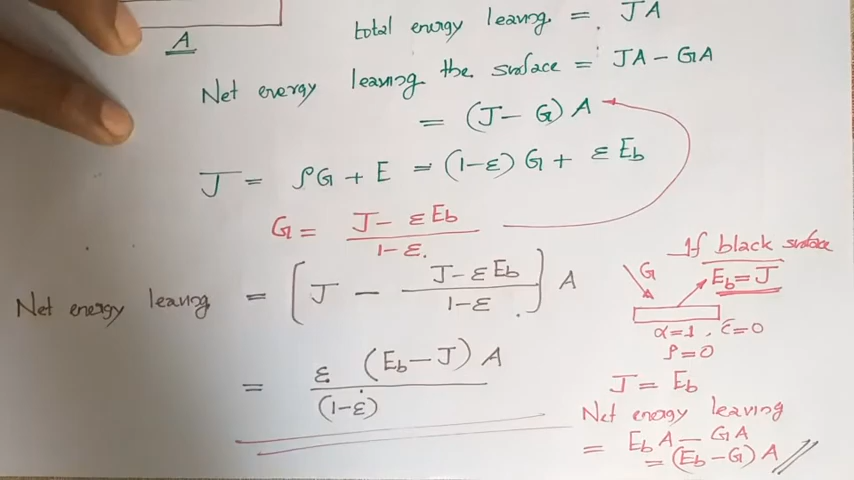 A
total energy leaving = JA
Net energy leaving the surface = JA - GA
= (J - G) A
J = ρG + E = (1-ε) G + ε Eb
G = J - ε Eb / 1 - ε.
Net energy leaving = [J - J - ε Eb / 1 - ε] A
= ε (Eb - J) A / (1-ε)
If black surface
G
Eb = J
α=1, τ=0
ρ=0
J = Eb
Net energy leaving
= Eb A - GA
= (Eb - G) A //